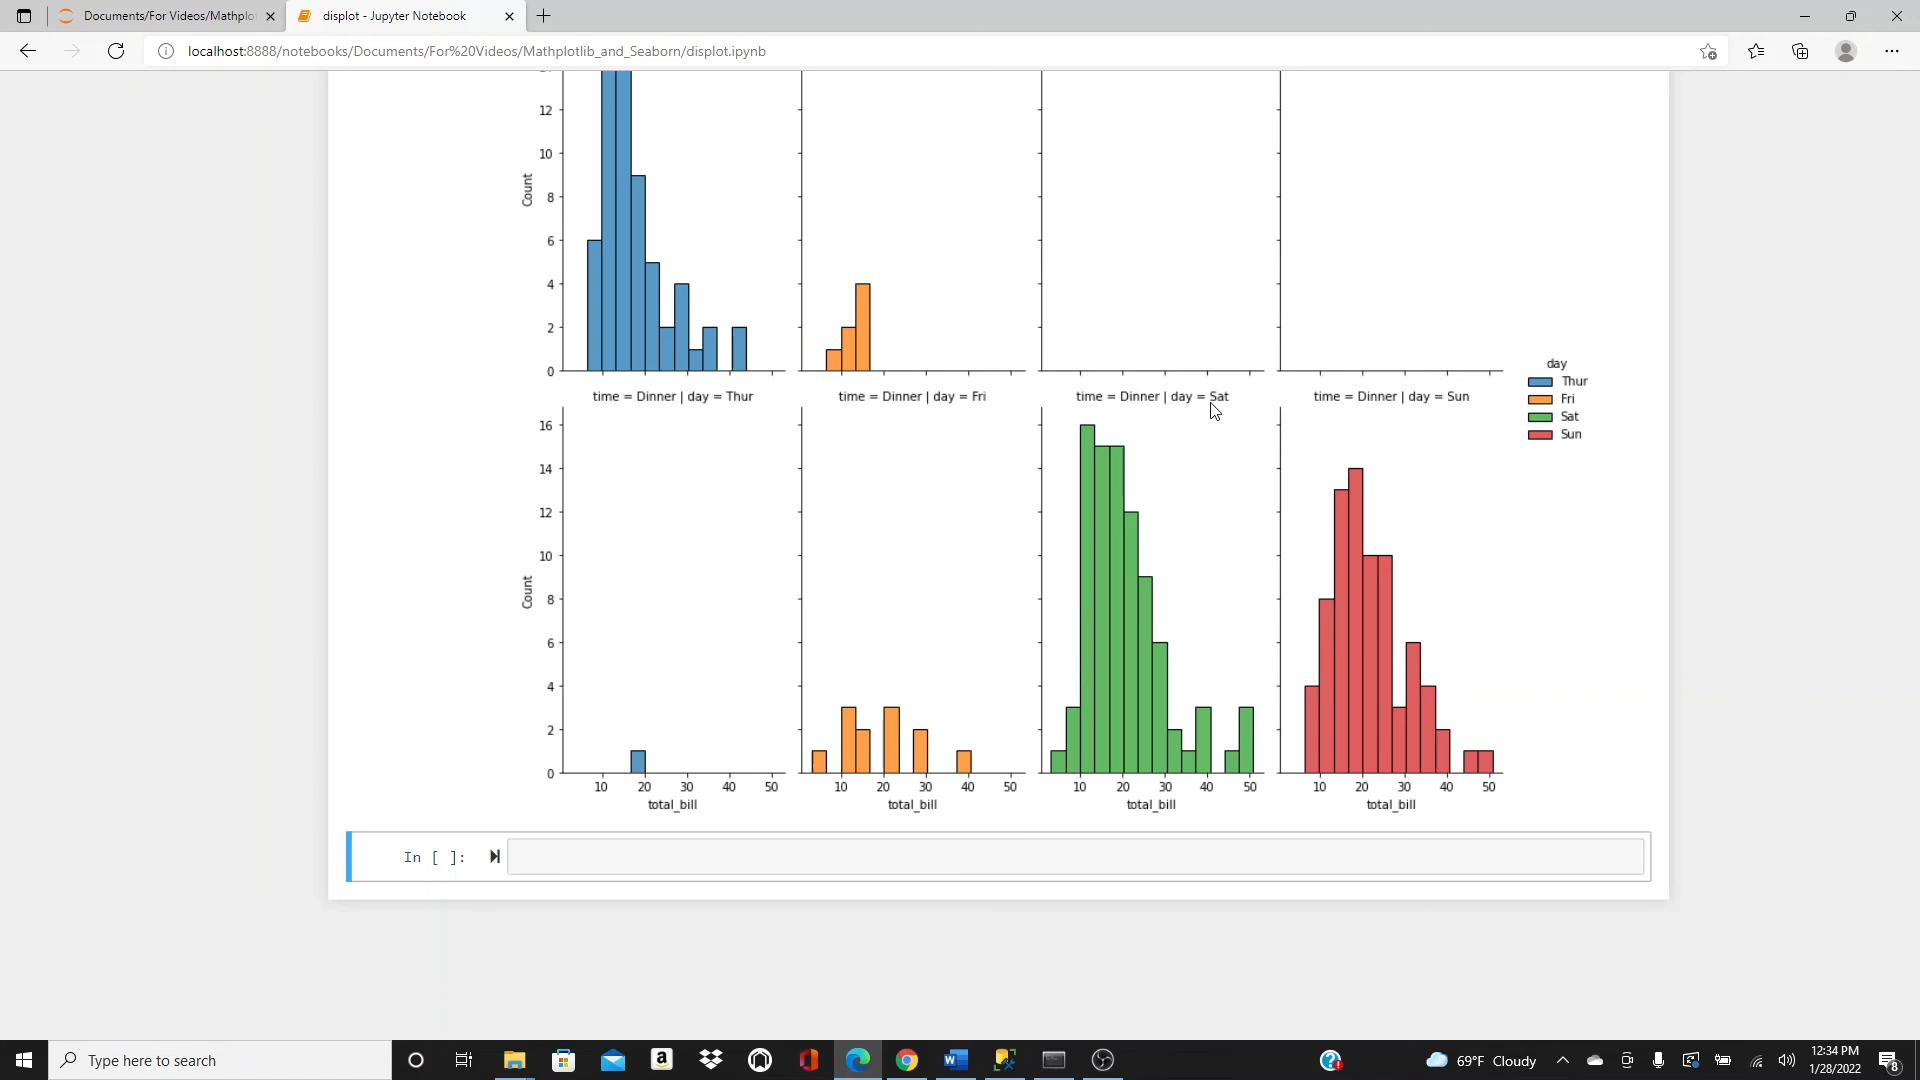 Documents/For Videos/Mathplo
displot - Jupyter Notebook
localhost:8888/notebooks/Documents/For%20Videos/Mathplotlib_and_Seaborn/displot.ipynb
12
10
8
6
4
2
0
Count
day
Thur
Fri
Sat
Sun
time = Dinner | day = Thur
time = Dinner | day = Fri
time = Dinner | day = Sat
time = Dinner | day = Sun
16
14
12
10
8
6
4
2
0
Count
10 20 30 40 50
10 20 30 40 50
10 20 30 40 50
10 20 30 40 50
total_bill
total_bill
total_bill
total_bill
In [ ]:
Type here to search
69°F Cloudy
12:34 PM
1/28/2022
8